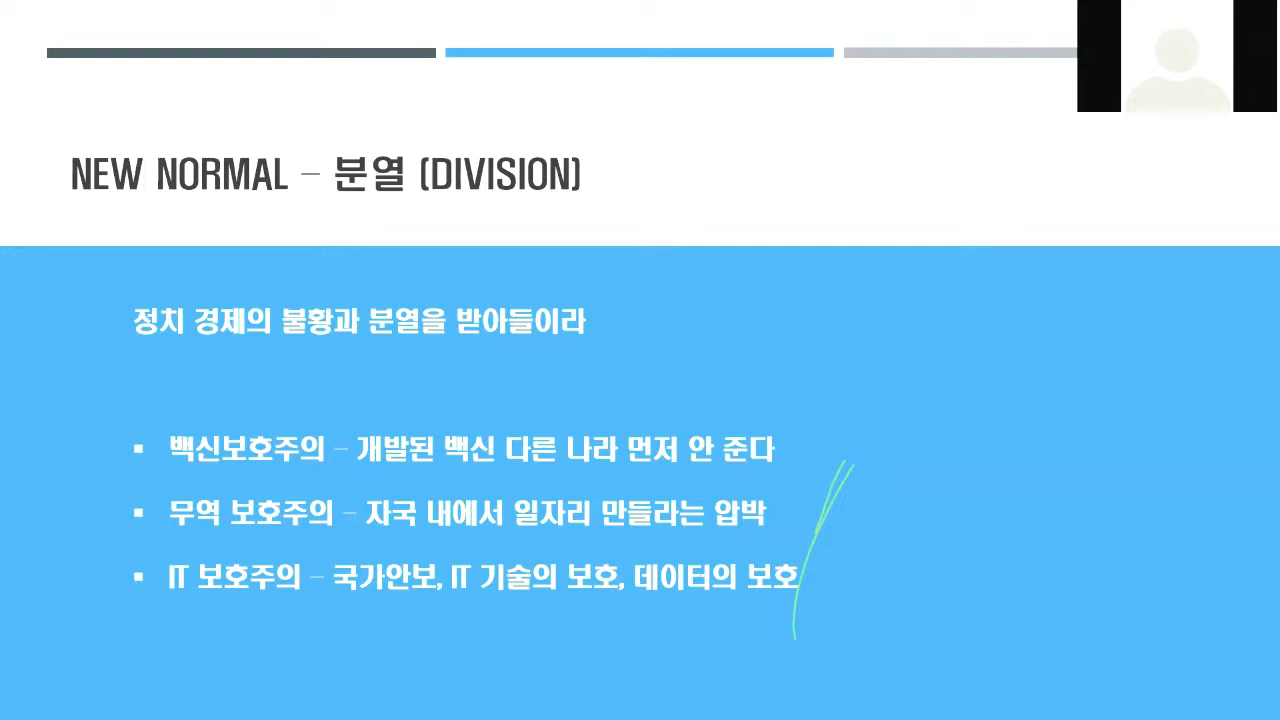 NEW NORMAL – 분열 (DIVISION)
정치 경제의 불황과 분열을 받아들이라
▪ 백신보호주의 – 개발된 백신 다른 나라 먼저 안 준다
▪ 무역 보호주의 – 자국 내에서 일자리 만들라는 압박
▪ IT 보호주의 – 국가안보, IT 기술의 보호, 데이터의 보호